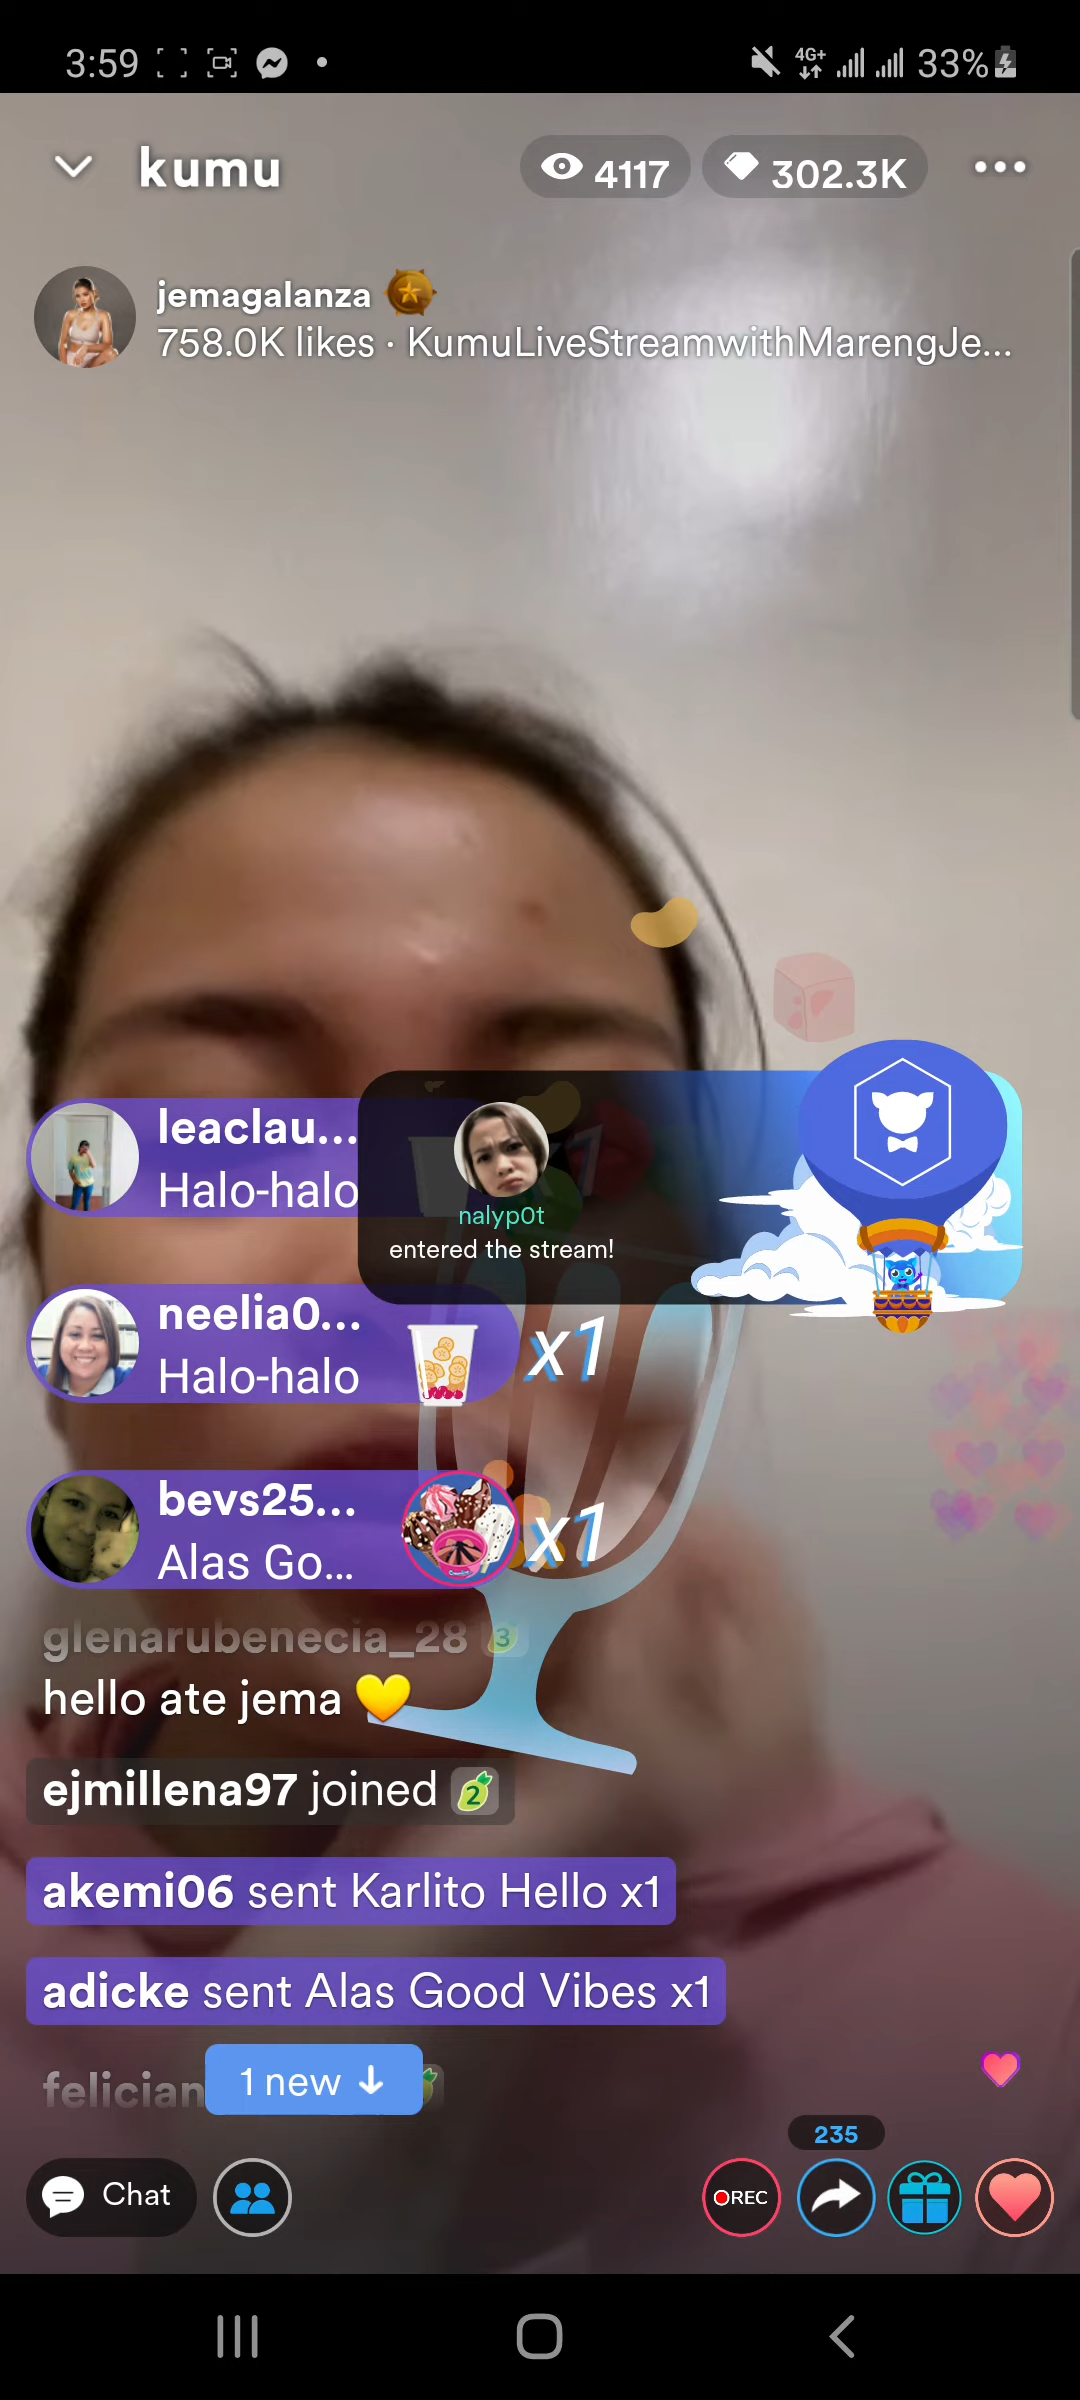 3:59
4G+
33%
kumu
4117
302.3K
jemagalanza
758.0K likes · KumuLiveStreamwithMarengJe...
leaclau...
Halo-halo
nalyp0t
entered the stream!
neelia0...
Halo-halo
x1
bevs25...
Alas Go...
x1
glenarubenecia_28 3
hello ate jema 💛
ejmillena97 joined 2
akemi06 sent Karlito Hello x1
adicke sent Alas Good Vibes x1
felician
1 new ↓
235
Chat
REC